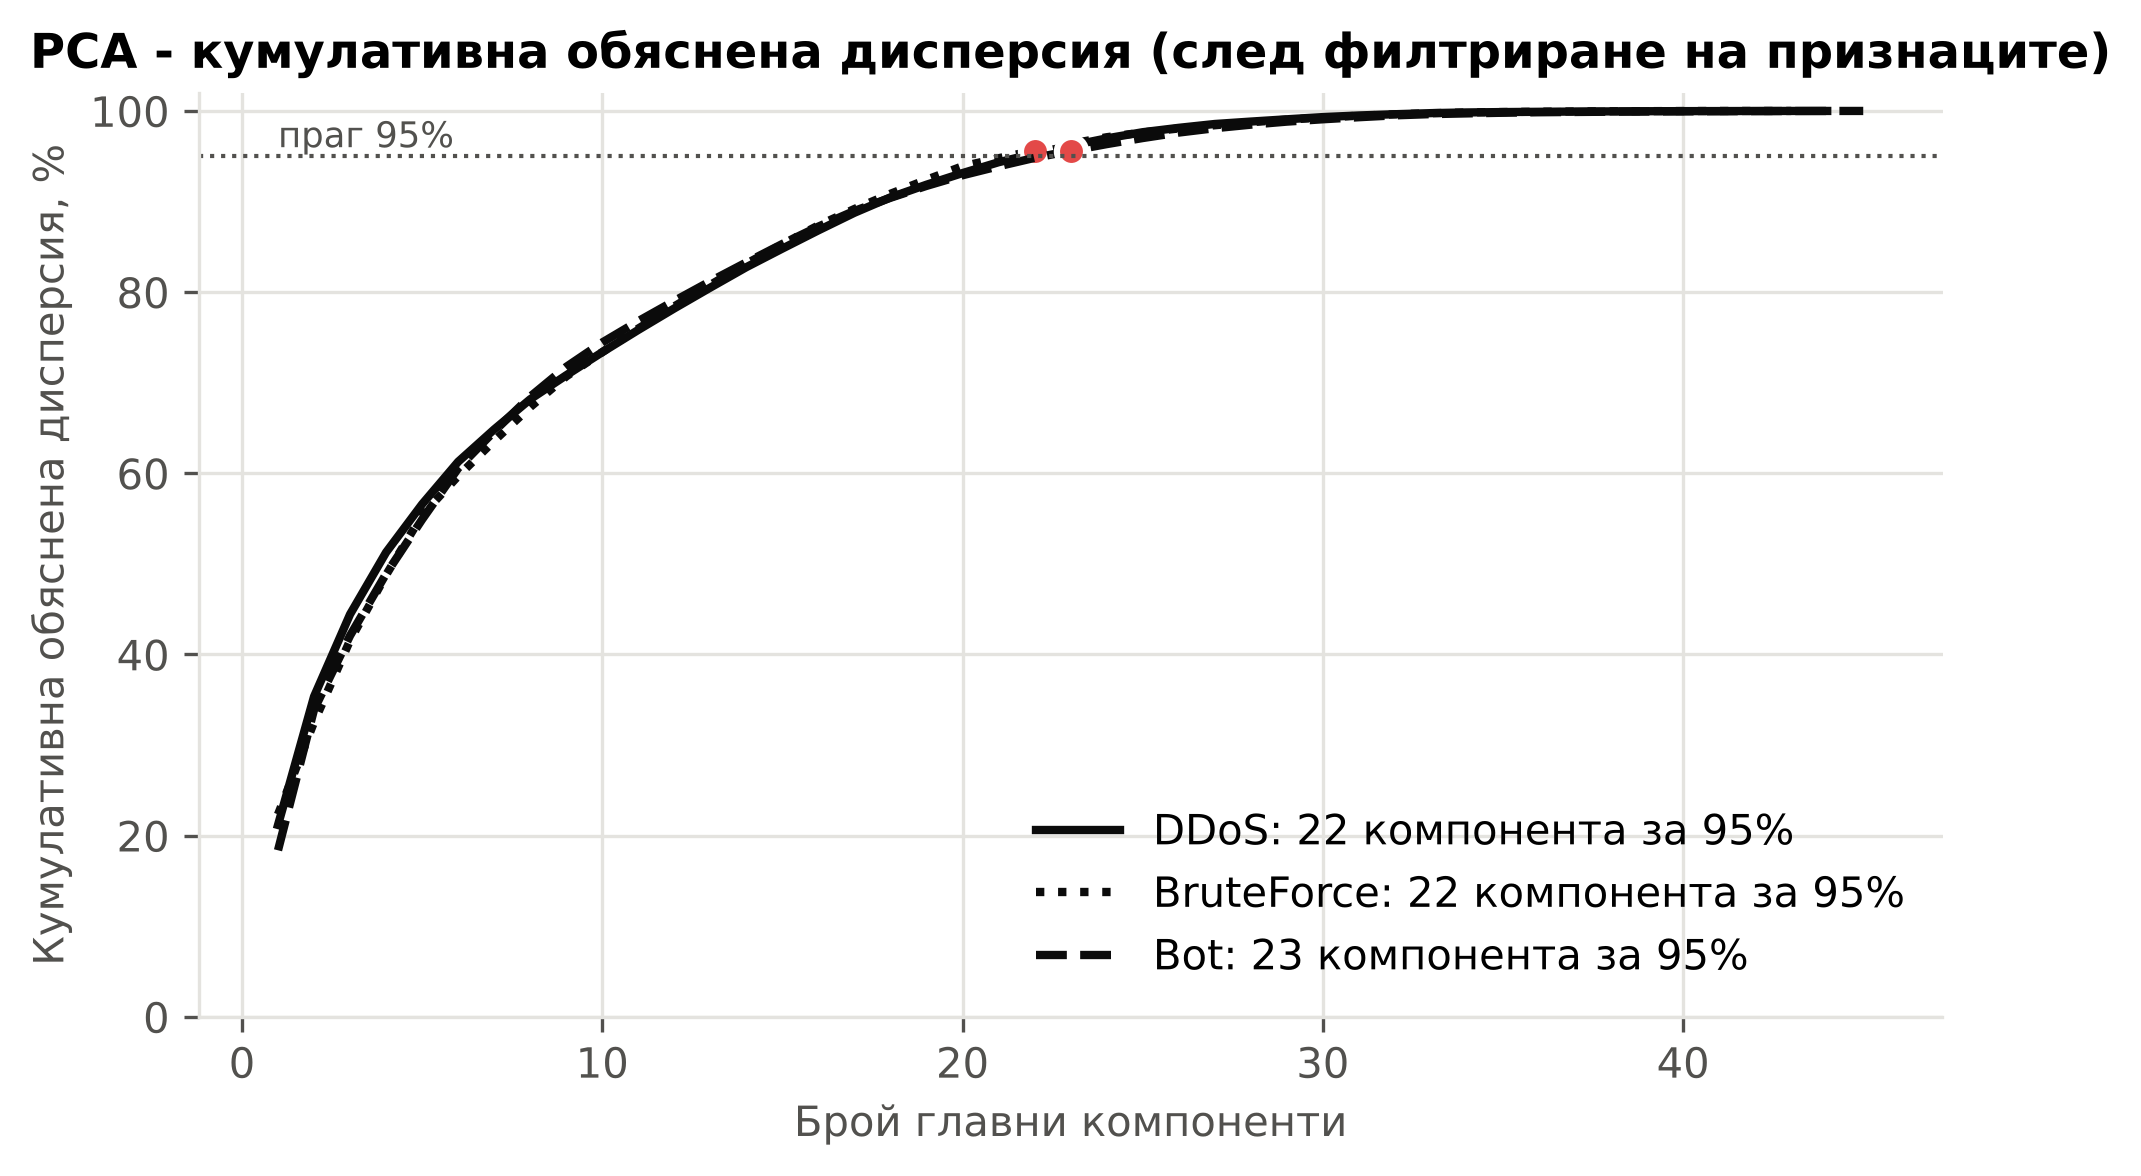 PCA - кумулативна обяснена дисперсия (след филтриране на признаците)
Кумулативна обяснена дисперсия, %
100
80
60
40
20
0
праг 95%
DDoS: 22 компонента за 95%
BruteForce: 22 компонента за 95%
Bot: 23 компонента за 95%
0 10 20 30 40
Брой главни компоненти